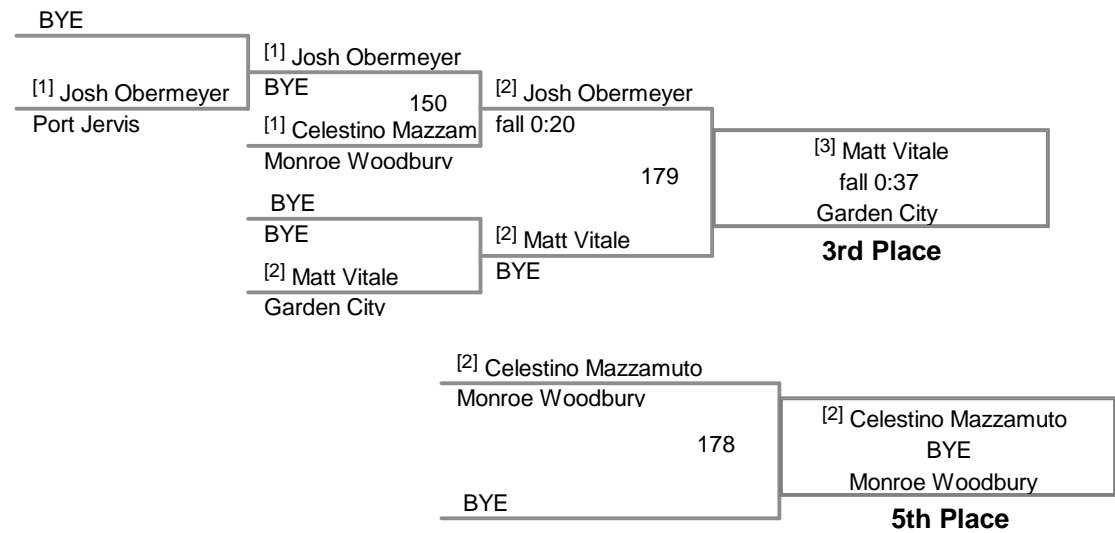 BYE
[1] Josh Obermeyer
[1] Josh Obermeyer
Port Jervis
BYE
150
[1] Celestino Mazzam
Monroe Woodbury
[2] Josh Obermeyer
fall 0:20
179
[3] Matt Vitale
fall 0:37
Garden City
3rd Place
BYE
BYE
[2] Matt Vitale
Garden City
[2] Matt Vitale
BYE
[2] Celestino Mazzamuto
Monroe Woodbury
178
BYE
[2] Celestino Mazzamuto
BYE
Monroe Woodbury
5th Place